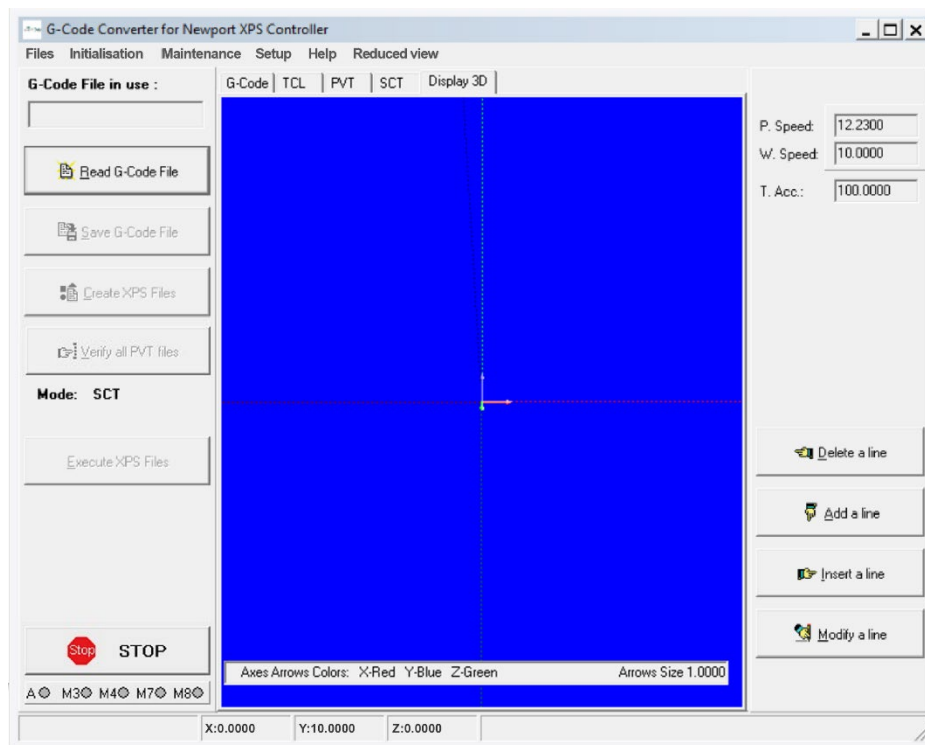 G-Code Converter for Newport XPS Controller
Files Initialisation Maintenance Setup Help Reduced view
G-Code File in use :
Read G-Code File
Save G-Code File
Create XPS Files
Verify all PVT files
Mode: SCT
Execute XPS Files
Stop STOP
A M3 M4 M7 M8
G-Code TCL PVT SCT Display 3D
Axes Arrows Colors: X-Red Y-Blue Z-Green Arrows Size 1.0000
P. Speed: 12.2300
W. Speed: 10.0000
T. Acc.: 100.0000
Delete a line
Add a line
Insert a line
Modify a line
X:0.0000 Y:10.0000 Z:0.0000